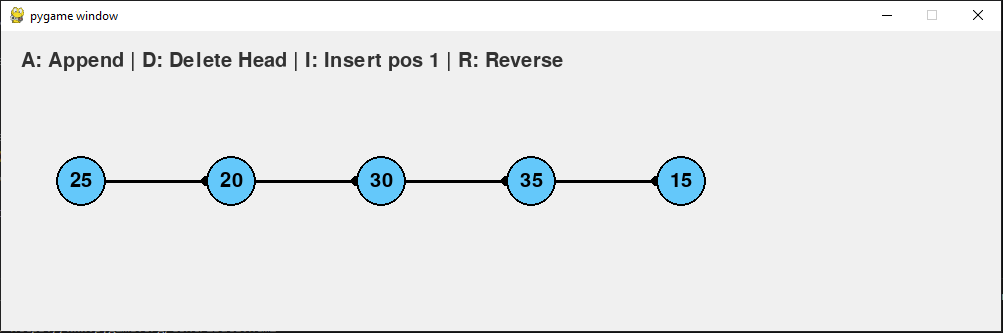 pygame window
A: Append | D: Delete Head | I: Insert pos 1 | R: Reverse
25 20 30 35 15